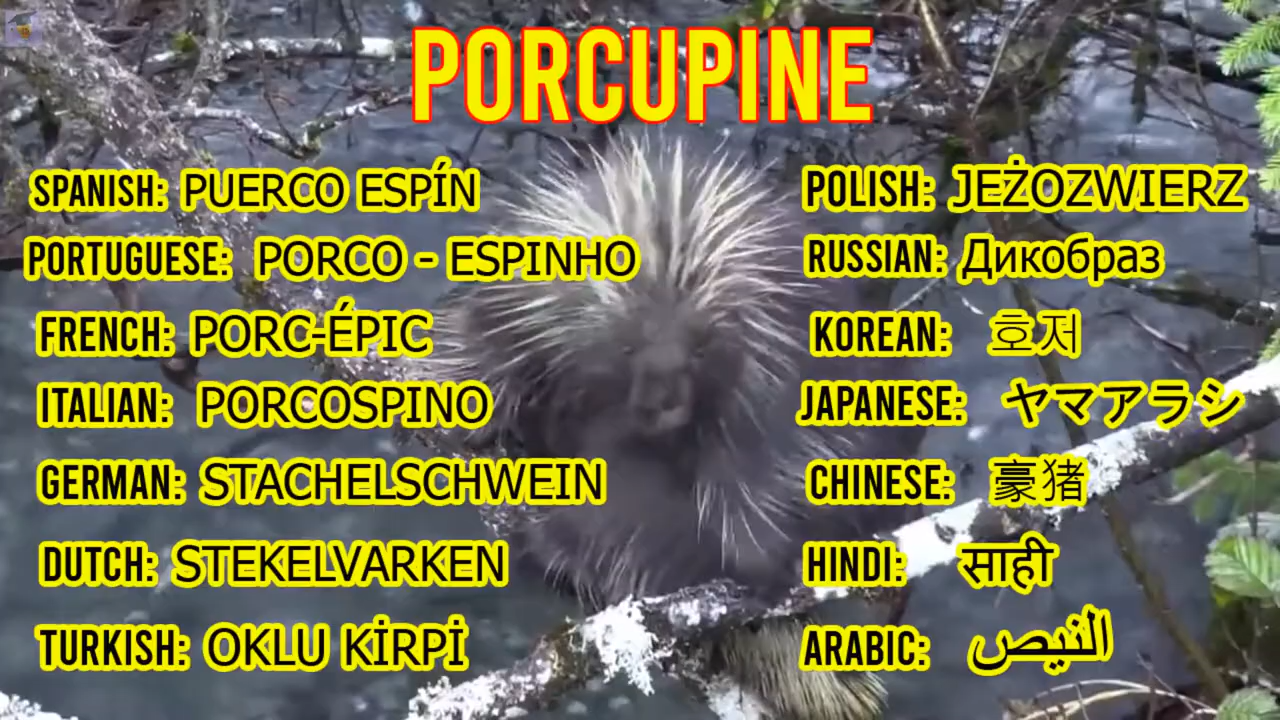 PORCUPINE
SPANISH: PUERCO ESPÍN
PORTUGUESE: PORCO - ESPINHO
FRENCH: PORC-ÉPIC
ITALIAN: PORCOSPINO
GERMAN: STACHELSCHWEIN
DUTCH: STEKELVARKEN
TURKISH: OKLU KİRPİ
POLISH: JEŻOZWIERZ
RUSSIAN: Дикобраз
KOREAN: 호저
JAPANESE: ヤマアラシ
CHINESE: 豪猪
HINDI: साही
ARABIC: النيص